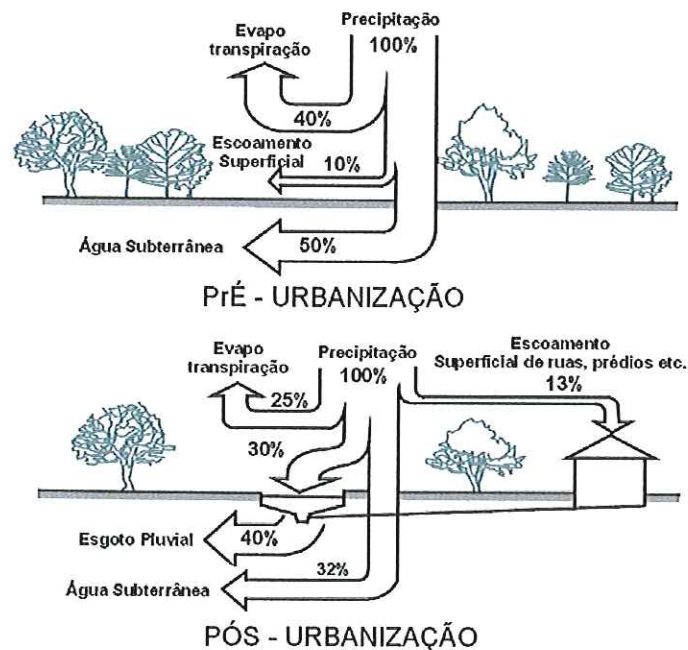 Precipitação
100%
Evapo
transpiração
40%
Escoamento
Superficial
10%
Água Subterrânea
50%
PrÉ - URBANIZAÇÃO
Evapo
transpiração
25%
Precipitação
100%
Escoamento
Superficial de ruas, prédios etc.
13%
30%
Esgoto Pluvial
40%
Água Subterrânea
32%
PÓS - URBANIZAÇÃO